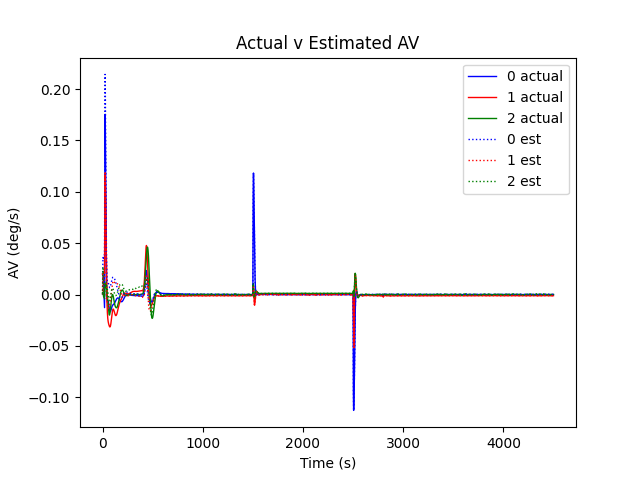 Actual v Estimated AV
AV (deg/s)
0.20
0.15
0.10
0.05
0.00
−0.05
−0.10
0 actual
1 actual
2 actual
0 est
1 est
2 est
0
1000
2000
3000
4000
Time (s)